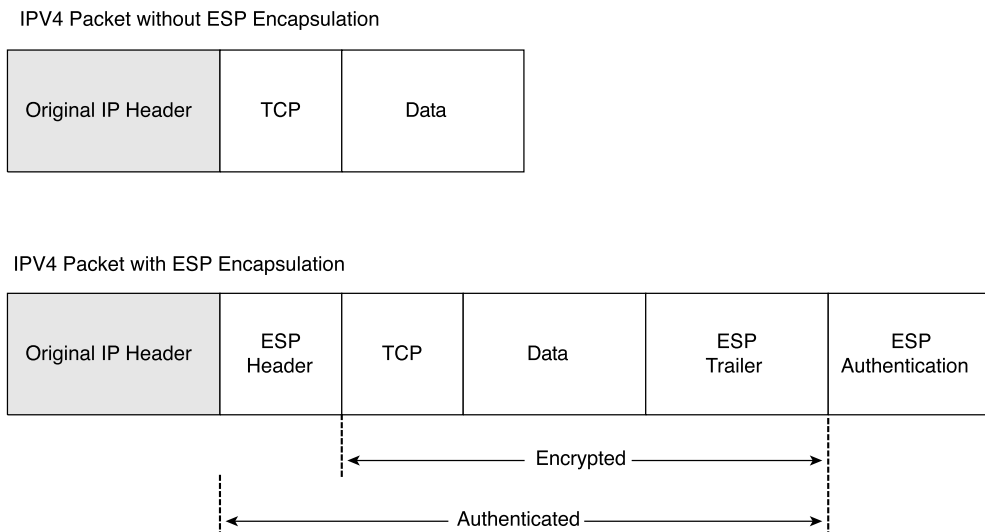 IPV4 Packet without ESP Encapsulation
Original IP Header
TCP
Data
IPV4 Packet with ESP Encapsulation
Original IP Header
ESP
Header
TCP
Data
ESP
Trailer
ESP
Authentication
Encrypted
Authenticated